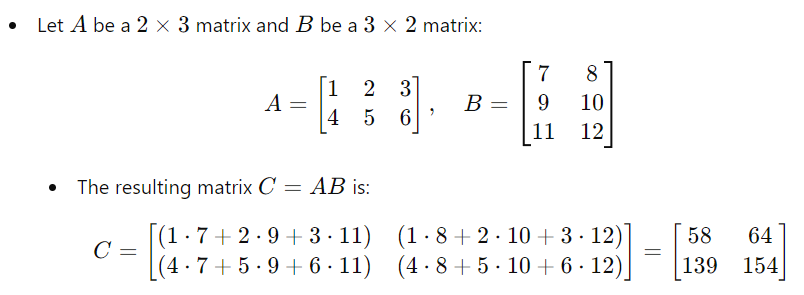 • Let A be a 2 × 3 matrix and B be a 3 × 2 matrix:
A = [1 2 3; 4 5 6], B = [7 8; 9 10; 11 12]
• The resulting matrix C = AB is:
C = [(1 · 7 + 2 · 9 + 3 · 11) (1 · 8 + 2 · 10 + 3 · 12); (4 · 7 + 5 · 9 + 6 · 11) (4 · 8 + 5 · 10 + 6 · 12)] = [58 64; 139 154]